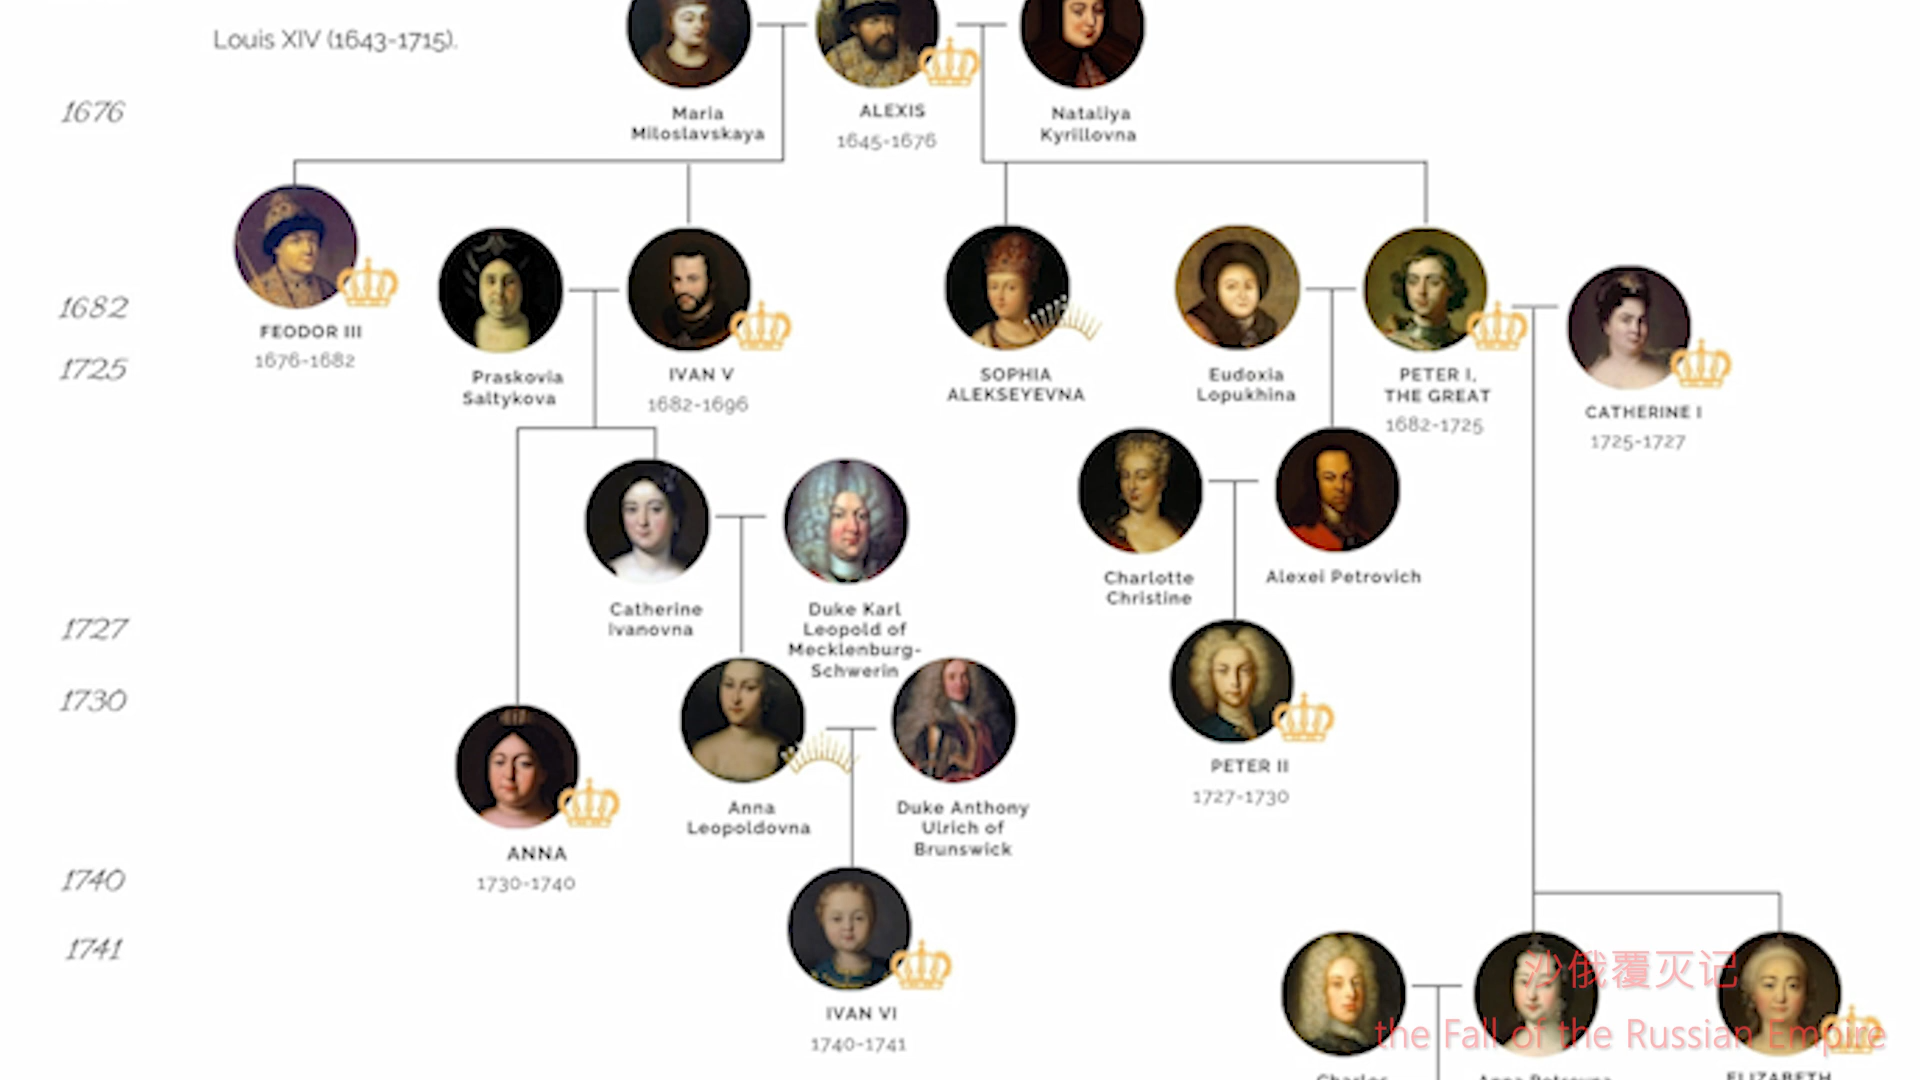 Louis XIV (1643-1715).
1676
Maria
Miloslavskaya
ALEXIS
1645-1676
Nataliya
Kyrillovna
1682
1725
FEODOR III
1676-1682
Praskovia
Saltykova
IVAN V
1682-1696
SOPHIA
ALEKSEYEVNA
Eudoxia
Lopukhina
PETER I,
THE GREAT
1682-1725
CATHERINE I
1725-1727
Catherine
Ivanovna
Duke Karl
Leopold of
Mecklenburg-
Schwerin
Charlotte
Christine
Alexei Petrovich
1727
1730
ANNA
1730-1740
Anna
Leopoldovna
Duke Anthony
Ulrich of
Brunswick
PETER II
1727-1730
1740
1741
IVAN VI
1740-1741
沙俄覆灭记
the Fall of the Russian Empire
Charles
Anna Petrovna
ELIZABETH